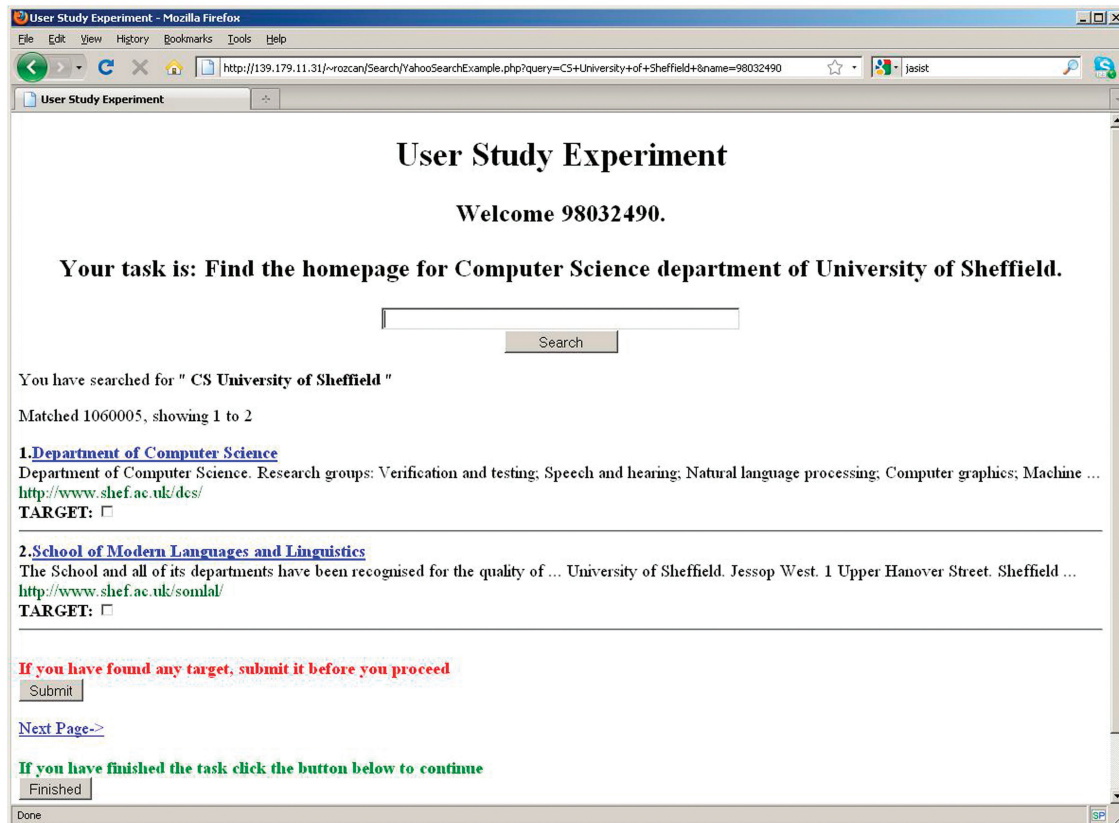 User Study Experiment - Mozilla Firefox
File Edit View History Bookmarks Tools Help
http://139.179.11.31/~rozcan/Search/YahooSearchExample.php?query=CS+University+of+Sheffield+&name=98032490 jasist
User Study Experiment
User Study Experiment
Welcome 98032490.
Your task is: Find the homepage for Computer Science department of University of Sheffield.
Search
You have searched for " CS University of Sheffield "
Matched 1060005, showing 1 to 2
1.Department of Computer Science
Department of Computer Science. Research groups: Verification and testing; Speech and hearing; Natural language processing; Computer graphics; Machine ...
http://www.shef.ac.uk/dcs/
TARGET:
2.School of Modern Languages and Linguistics
The School and all of its departments have been recognised for the quality of ... University of Sheffield. Jessop West. 1 Upper Hanover Street. Sheffield ...
http://www.shef.ac.uk/somlal/
TARGET:
If you have found any target, submit it before you proceed
Submit
Next Page->
If you have finished the task click the button below to continue
Finished
Done SP